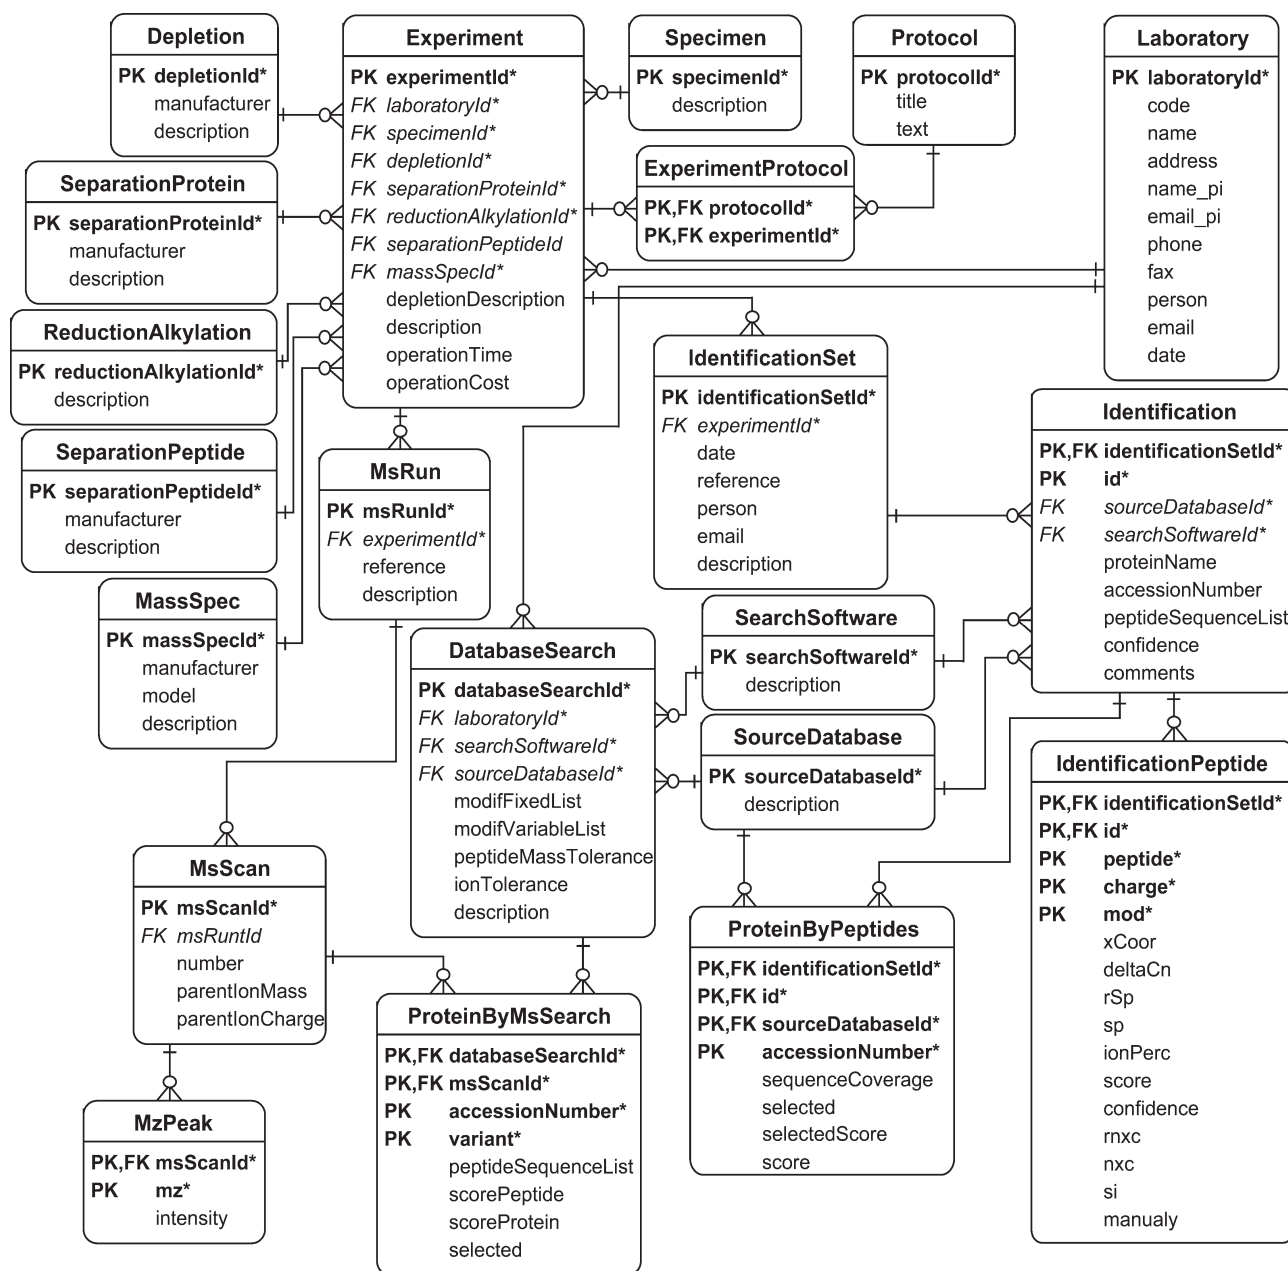 Depletion
PK depletionId*
manufacturer
description
Experiment
PK experimentId*
FK laboratoryId*
FK specimenId*
FK depletionId*
FK separationProteinId*
FK reductionAlkylationId*
FK separationPeptideId
FK massSpecId*
depletionDescription
description
operationTime
operationCost
Specimen
PK specimenId*
description
Protocol
PK protocolId*
title
text
Laboratory
PK laboratoryId*
code
name
address
name_pi
email_pi
phone
fax
person
email
date
SeparationProtein
PK separationProteinId*
manufacturer
description
ExperimentProtocol
PK,FK protocolId*
PK,FK experimentId*
ReductionAlkylation
PK reductionAlkylationId*
description
IdentificationSet
PK identificationSetId*
FK experimentId*
date
reference
person
email
description
Identification
PK,FK identificationSetId*
PK id*
FK sourceDatabaseId*
FK searchSoftwareId*
proteinName
accessionNumber
peptideSequenceList
confidence
comments
SeparationPeptide
PK separationPeptideId*
manufacturer
description
MsRun
PK msRunId*
FK experimentId*
reference
description
MassSpec
PK massSpecId*
manufacturer
model
description
DatabaseSearch
PK databaseSearchId*
FK laboratoryId*
FK searchSoftwareId*
FK sourceDatabaseId*
modifFixedList
modifVariableList
peptideMassTolerance
ionTolerance
description
SearchSoftware
PK searchSoftwareId*
description
SourceDatabase
PK sourceDatabaseId*
description
IdentificationPeptide
PK,FK identificationSetId*
PK,FK id*
PK peptide*
PK charge*
PK mod*
xCoor
deltaCn
rSp
sp
ionPerc
score
confidence
rnxc
nxc
si
manualy
MsScan
PK msScanId*
FK msRuntId
number
parentIonMass
parentIonCharge
ProteinByPeptides
PK,FK identificationSetId*
PK,FK id*
PK,FK sourceDatabaseId*
PK accessionNumber*
sequenceCoverage
selected
selectedScore
score
ProteinByMsSearch
PK,FK databaseSearchId*
PK,FK msScanId*
PK accessionNumber*
PK variant*
peptideSequenceList
scorePeptide
scoreProtein
selected
MzPeak
PK,FK msScanId*
PK mz*
intensity